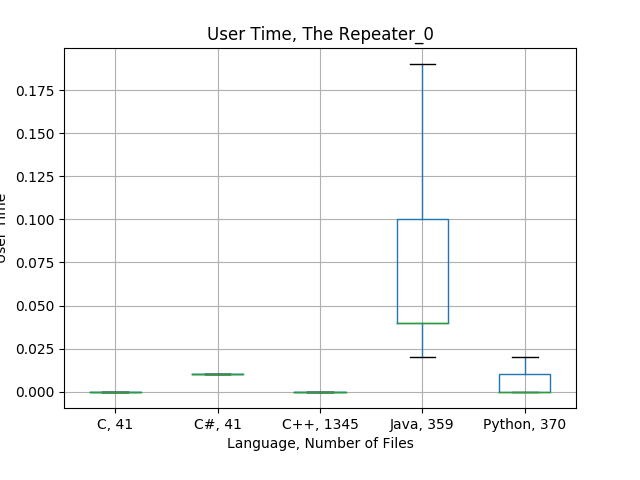 User Time, The Repeater_0
0.175
0.150
0.125
0.100
0.075
0.050
0.025
0.000
User Time
C, 41 C#, 41 C++, 1345 Java, 359 Python, 370
Language, Number of Files